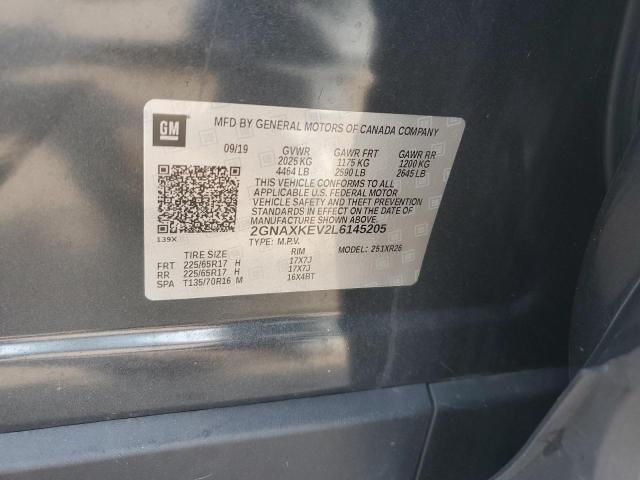 GM
MFD BY GENERAL MOTORS OF CANADA COMPANY
09/19 GVWR GAWR FRT GAWR RR
2025 KG 1175 KG 1200 KG
4464 LB 2590 LB 2645 LB
THIS VEHICLE CONFORMS TO ALL
APPLICABLE U.S. FEDERAL MOTOR
VEHICLE SAFETY AND THEFT
PREVENTION STANDARDS IN
EFFECT ON THE DATE OF
MANUFACTURE SHOWN ABOVE.
2GNAXKEV2L6145205
139X TYPE: M.P.V. MODEL: 251XR26
TIRE SIZE RIM
FRT 225/65R17 H 17X7J
RR 225/65R17 H 17X7J
SPA T135/70R16 M 16X4BT